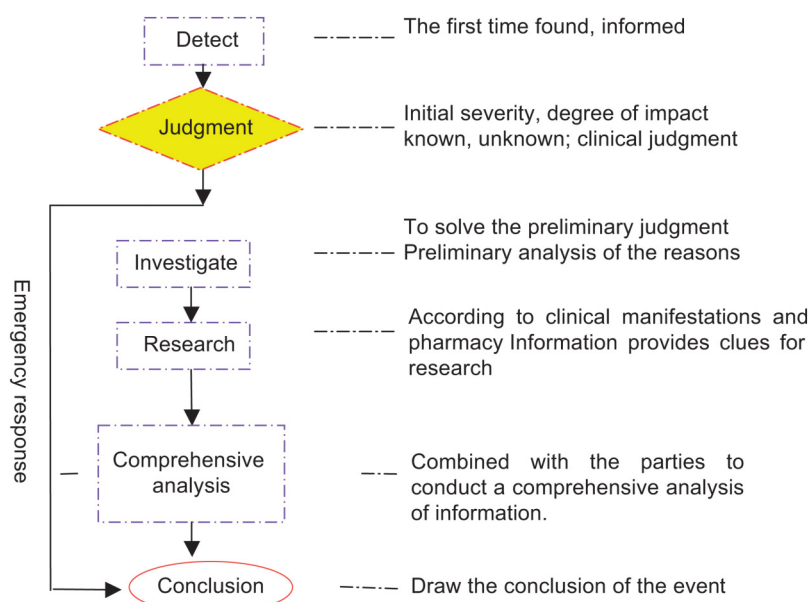 Detect
The first time found, informed
Judgment
Initial severity, degree of impact
known, unknown; clinical judgment
To solve the preliminary judgment
Preliminary analysis of the reasons
Investigate
Emergency response
According to clinical manifestations and
pharmacy Information provides clues for
research
Research
Comprehensive
analysis
Combined with the parties to
conduct a comprehensive analysis
of information.
Conclusion
Draw the conclusion of the event